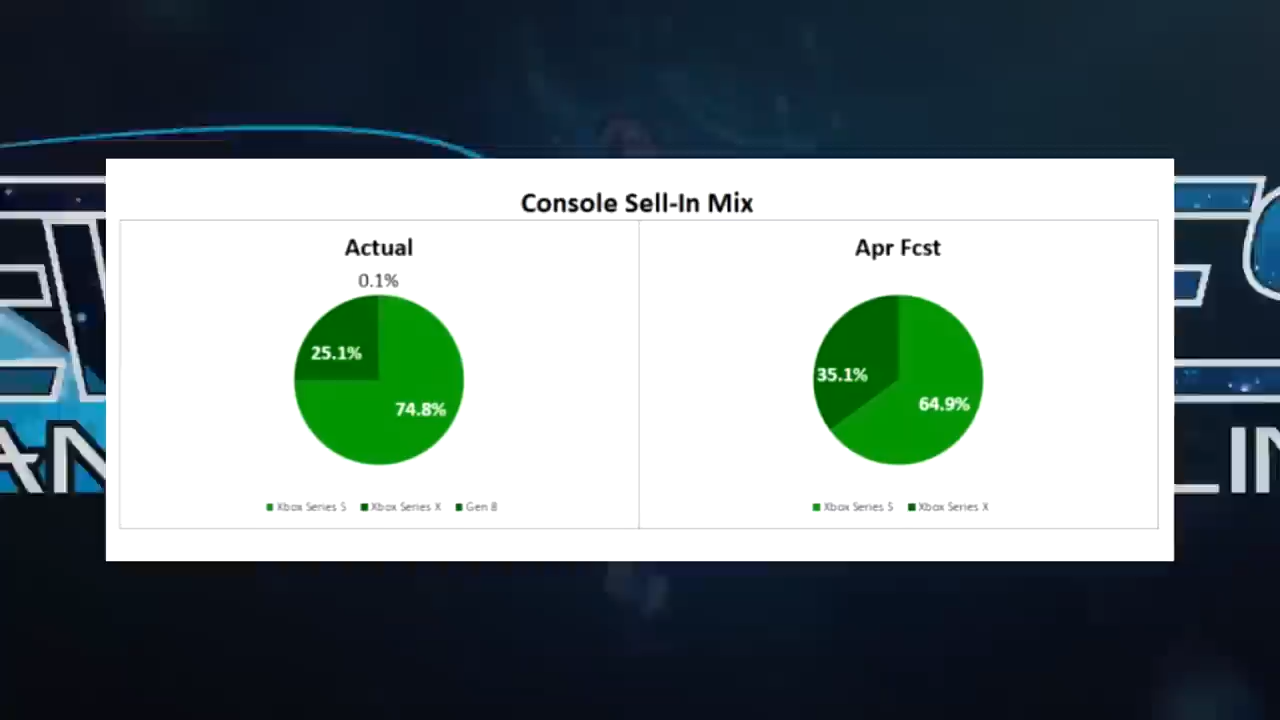 Console Sell-In Mix
Actual
0.1%
25.1%
74.8%
Xbox Series S Xbox Series X Gen 8
Apr Fcst
35.1%
64.9%
Xbox Series S Xbox Series X